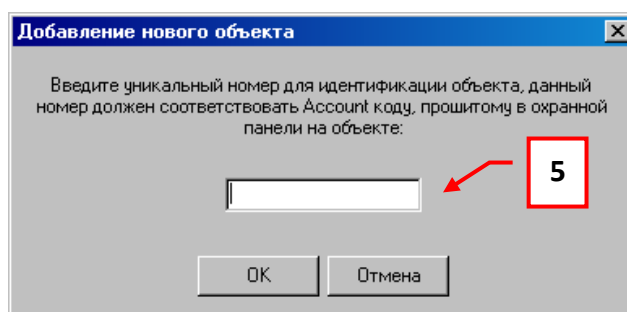 Добавление нового объекта
Введите уникальный номер для идентификации объекта, данный
номер должен соответствовать Account коду, прошитому в охранной
панели на объекте:
5
OK
Отмена